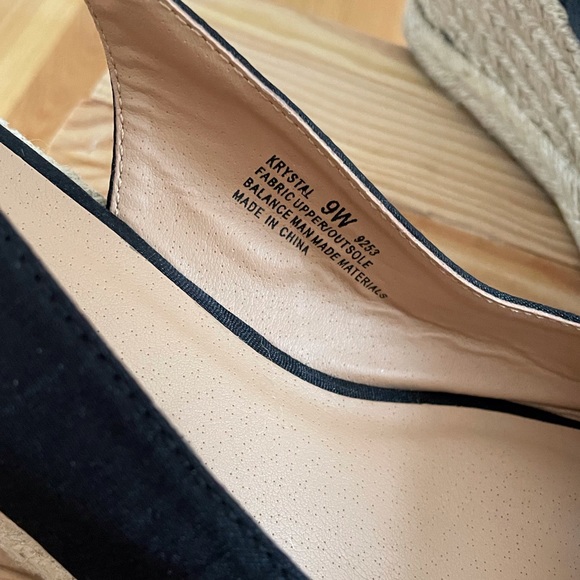 KRYSTAL 9W 9253
FABRIC UPPER/OUTSOLE
BALANCE MAN MADE MATERIALS
MADE IN CHINA